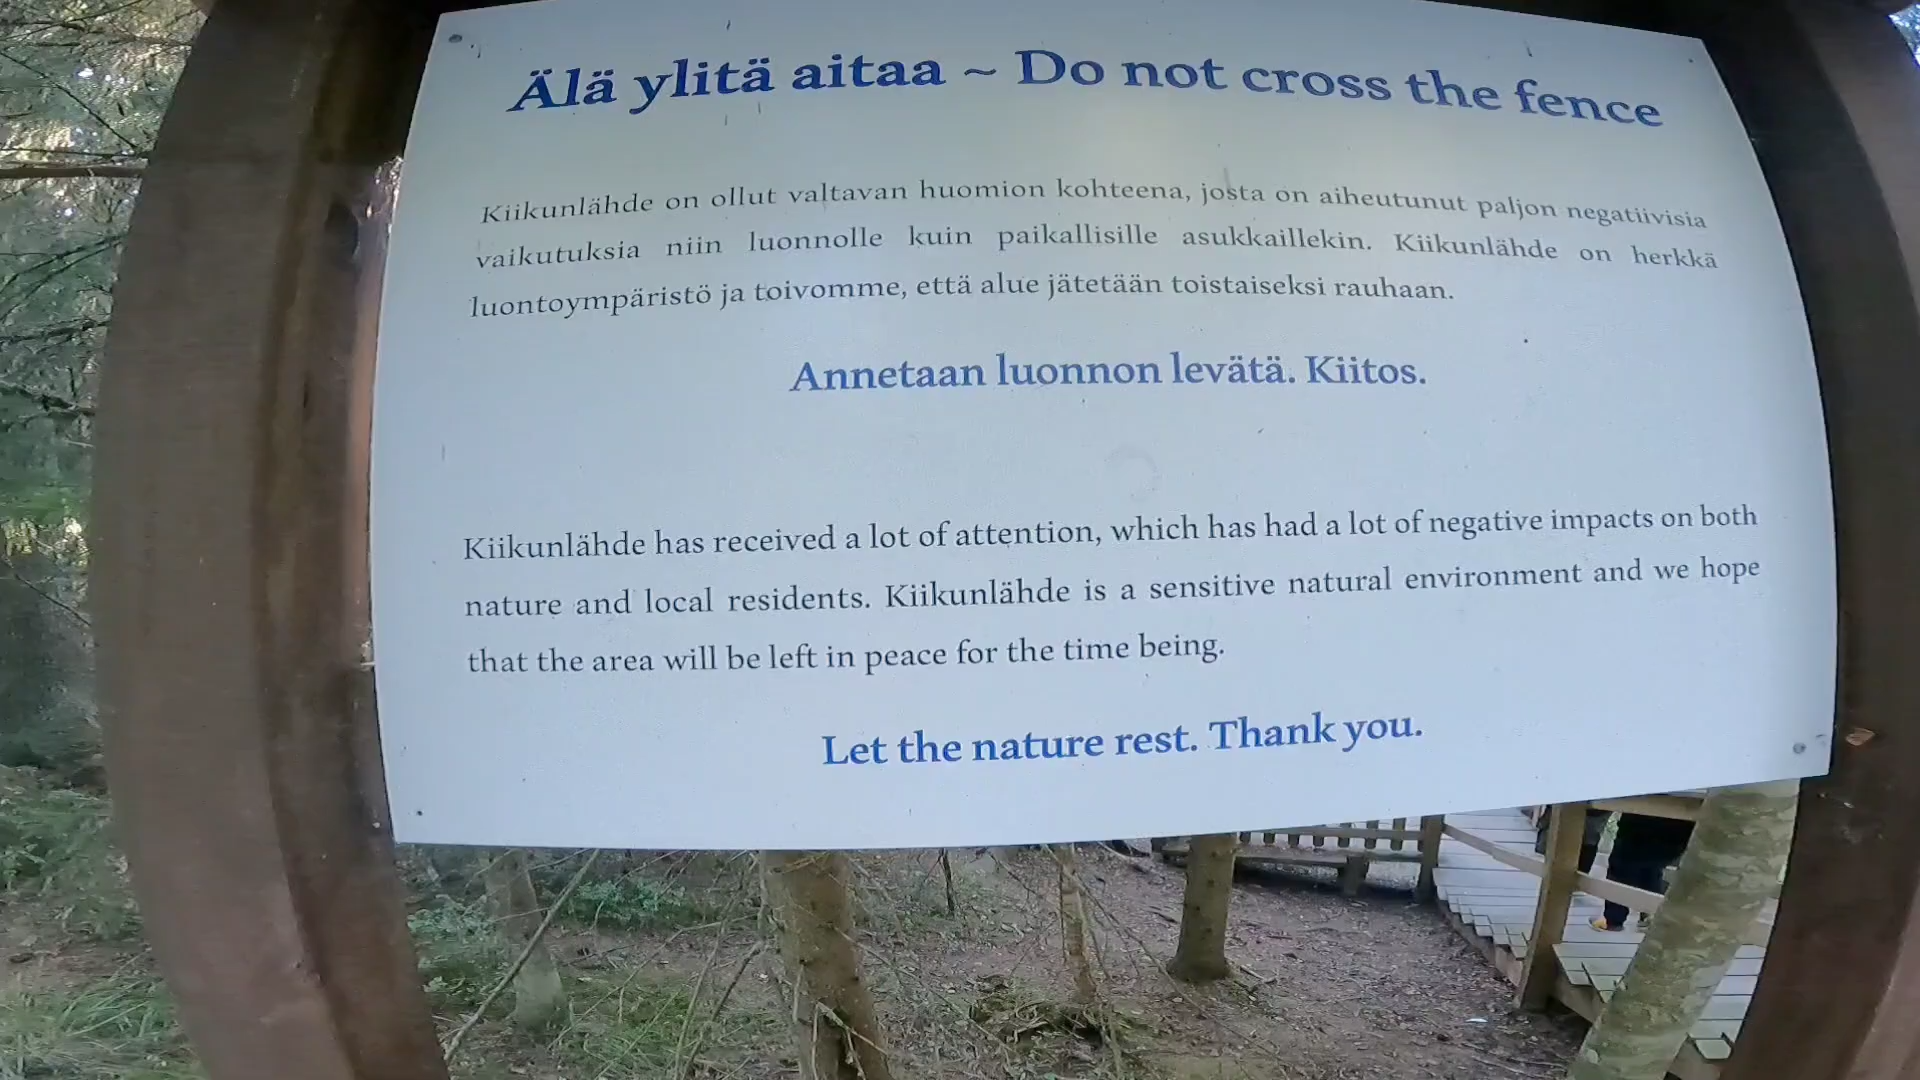 Älä ylitä aitaa ~ Do not cross the fence
Kiikunlähde on ollut valtavan huomion kohteena, josta on aiheutunut paljon negatiivisia
vaikutuksia niin luonnolle kuin paikallisille asukkaillekin. Kiikunlähde on herkkä
luontoympäristö ja toivomme, että alue jätetään toistaiseksi rauhaan.
Annetaan luonnon levätä. Kiitos.
Kiikunlähde has received a lot of attention, which has had a lot of negative impacts on both
nature and local residents. Kiikunlähde is a sensitive natural environment and we hope
that the area will be left in peace for the time being.
Let the nature rest. Thank you.